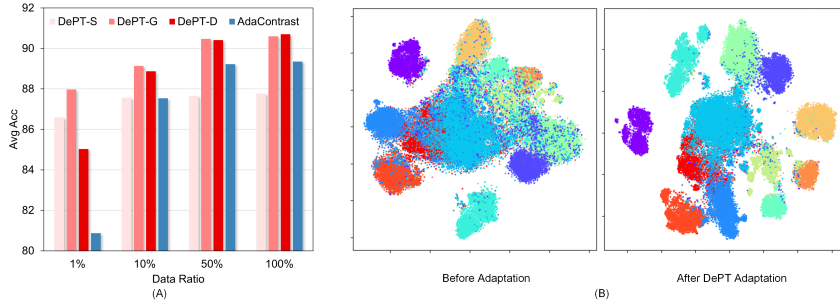 DePT-S DePT-G DePT-D AdaContrast
92
90
88
86
84
82
80
Avg Acc
1% 10% 50% 100%
Data Ratio
(A)
Before Adaptation
After DePT Adaptation
(B)